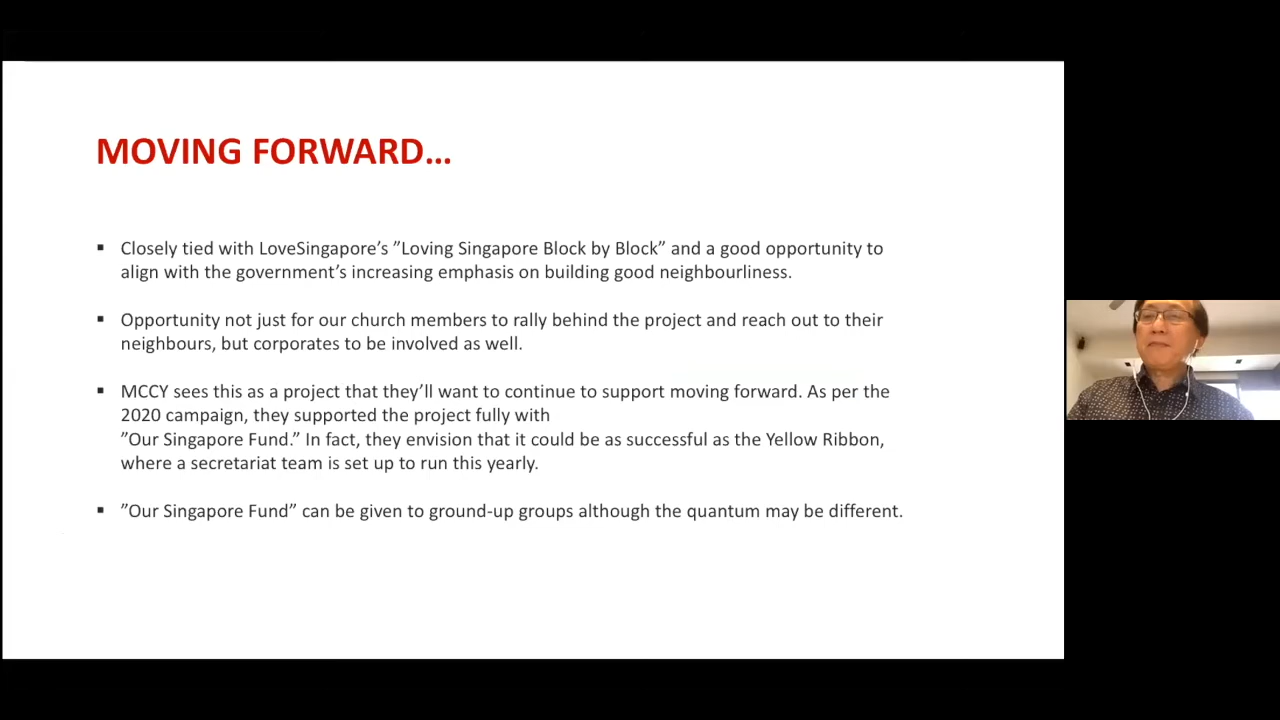 MOVING FORWARD...
▪ Closely tied with LoveSingapore’s ”Loving Singapore Block by Block” and a good opportunity to
align with the government’s increasing emphasis on building good neighbourliness.
▪ Opportunity not just for our church members to rally behind the project and reach out to their
neighbours, but corporates to be involved as well.
▪ MCCY sees this as a project that they’ll want to continue to support moving forward. As per the
2020 campaign, they supported the project fully with
”Our Singapore Fund.” In fact, they envision that it could be as successful as the Yellow Ribbon,
where a secretariat team is set up to run this yearly.
▪ ”Our Singapore Fund” can be given to ground-up groups although the quantum may be different.